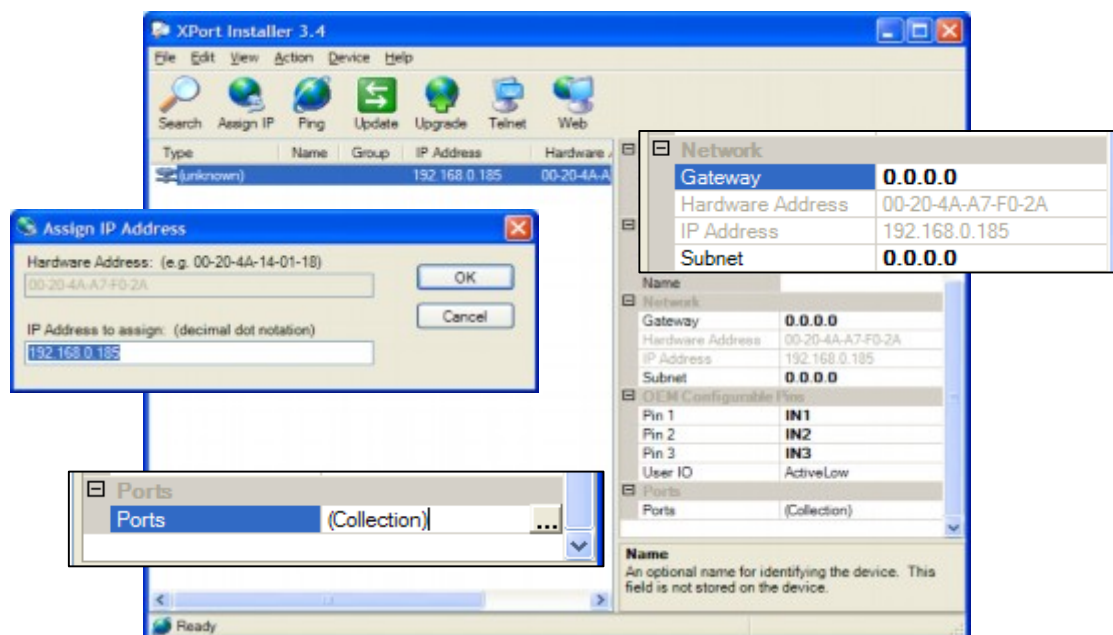 XPort Installer 3.4
File Edit View Action Device Help
Search Assign IP Ping Update Upgrade Telnet Web
Type Name Group IP Address Hardware
(unknown) 192.168.0.185 00-20-4A-A
Network
Gateway 0.0.0.0
Hardware Address 00-20-4A-A7-F0-2A
IP Address 192.168.0.185
Subnet 0.0.0.0
Assign IP Address
Hardware Address: (e.g. 00-20-4A-14-01-18)
00-20-4A-A7-F0-2A
OK
IP Address to assign: (decimal dot notation)
192.168.0.185
Cancel
Name
Network
Gateway 0.0.0.0
Hardware Address 00-20-4A-A7-F0-2A
IP Address 192.168.0.185
Subnet 0.0.0.0
OEM Configurable Pins
Pin 1 IN1
Pin 2 IN2
Pin 3 IN3
User IO ActiveLow
Ports
Ports (Collection)
Ports
Ports (Collection) ...
Name
An optional name for identifying the device. This
field is not stored on the device.
Ready